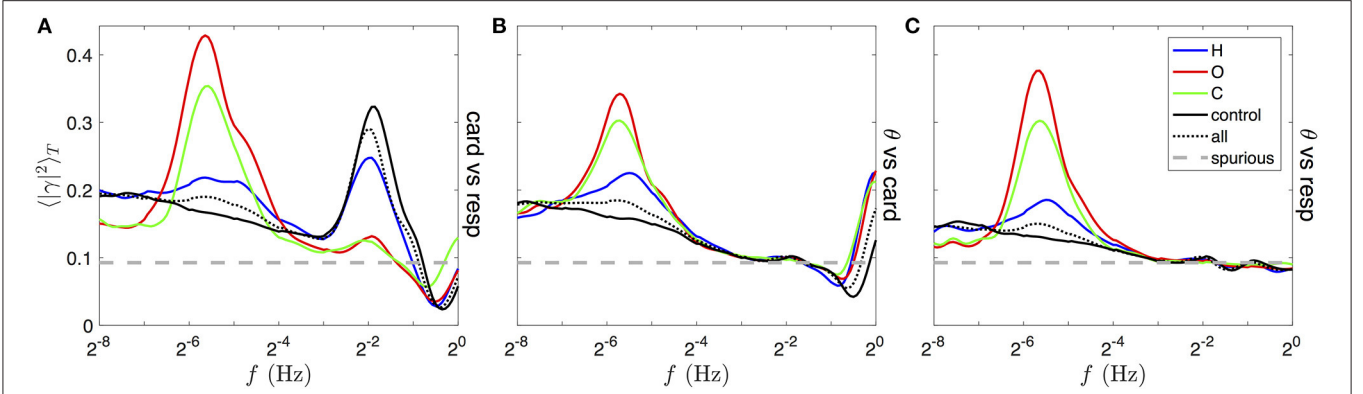 A
B
C
⟨|γ|²⟩_T
0.4
0.3
0.2
0.1
0
2^-8 2^-6 2^-4 2^-2 2^0
f (Hz)
card vs resp
2^-8 2^-6 2^-4 2^-2 2^0
f (Hz)
θ vs card
2^-8 2^-6 2^-4 2^-2 2^0
f (Hz)
θ vs resp
H
O
C
control
all
spurious